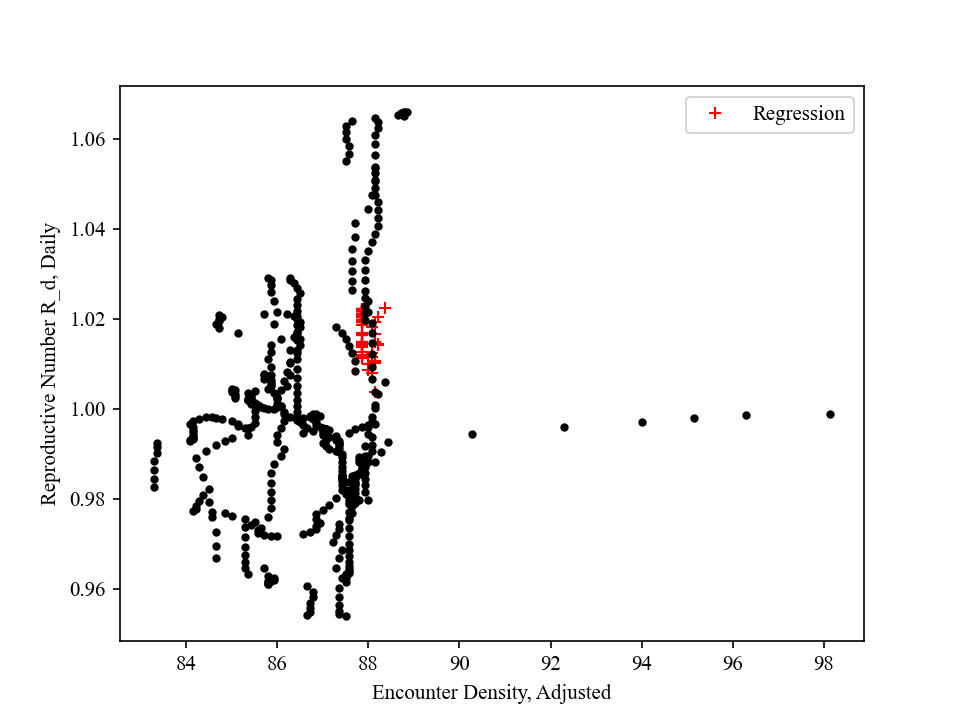 Regression
1.06
1.04
1.02
1.00
0.98
0.96
Reproductive Number R_d, Daily
84 86 88 90 92 94 96 98
Encounter Density, Adjusted